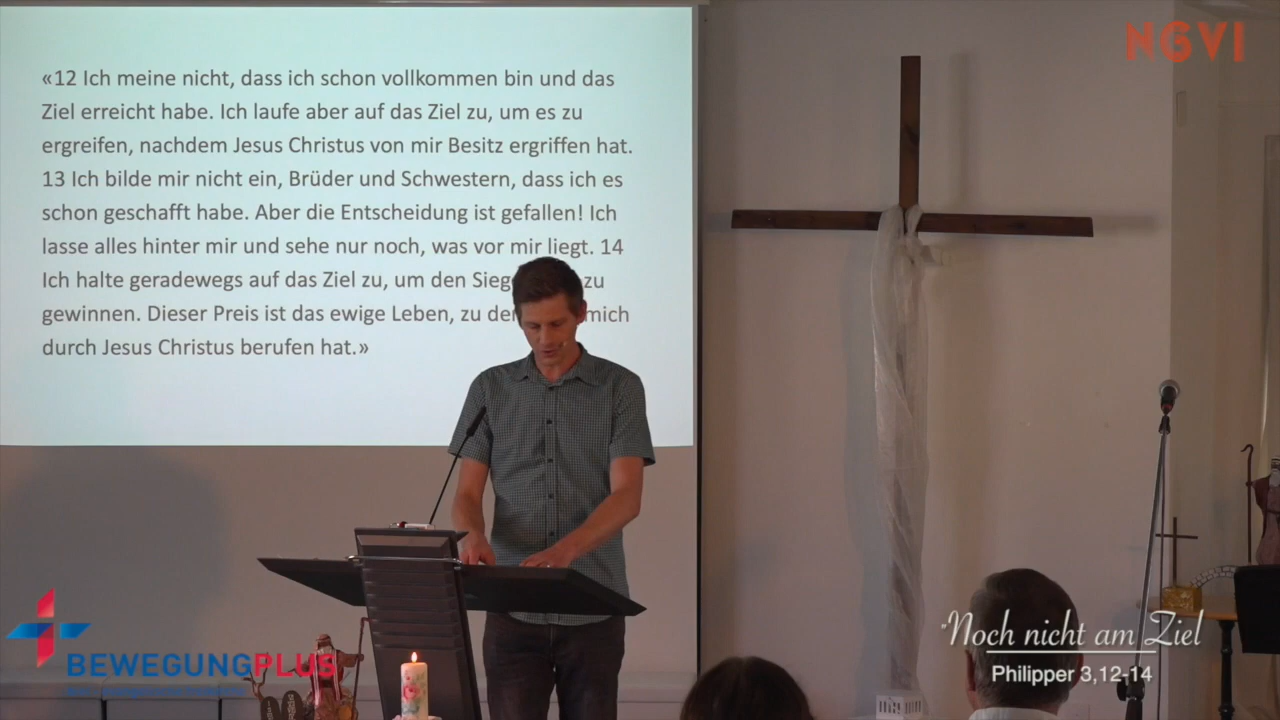 «12 Ich meine nicht, dass ich schon vollkommen bin und das
Ziel erreicht habe. Ich laufe aber auf das Ziel zu, um es zu
ergreifen, nachdem Jesus Christus von mir Besitz ergriffen hat.
13 Ich bilde mir nicht ein, Brüder und Schwestern, dass ich es
schon geschafft habe. Aber die Entscheidung ist gefallen! Ich
lasse alles hinter mir und sehe nur noch, was vor mir liegt. 14
Ich halte geradewegs auf das Ziel zu, um den zu
gewinnen. Dieser Preis ist das ewige Leben, zu mich
durch Jesus Christus berufen hat.»
NGVI
BEWEGUNGPLUS
"Noch nicht am Ziel
Philipper 3,12-14